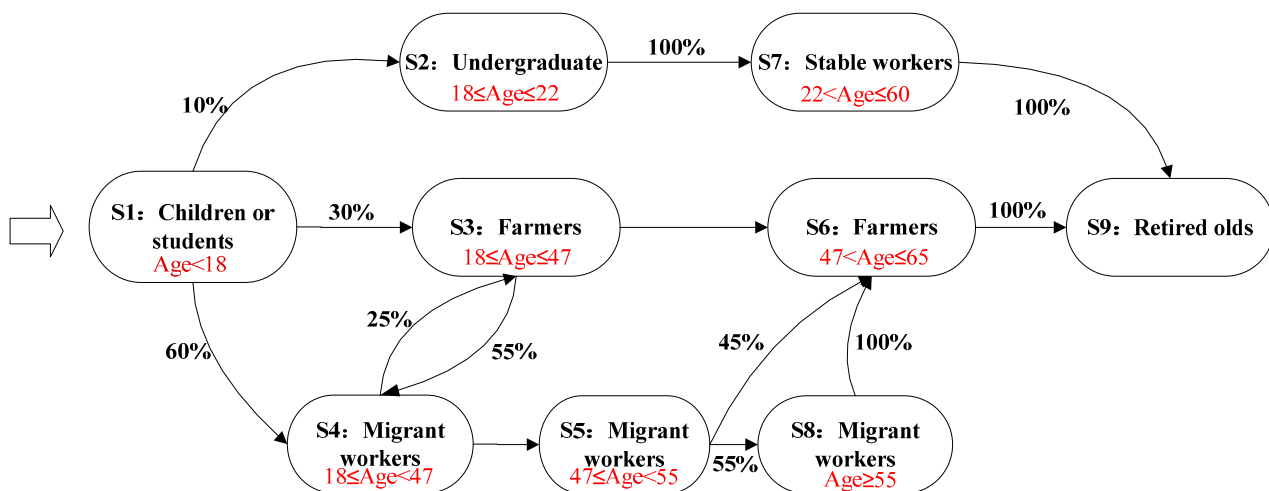 S2：Undergraduate
18≤Age≤22
100%
S7：Stable workers
22<Age≤60
10%
100%
S1：Children or
students
Age<18
30%
S3：Farmers
18≤Age≤47
S6：Farmers
47<Age≤65
100%
S9：Retired olds
60%
25%
55%
45%
100%
S4：Migrant
workers
18≤Age<47
S5：Migrant
workers
47≤Age<55
55%
S8：Migrant
workers
Age≥55